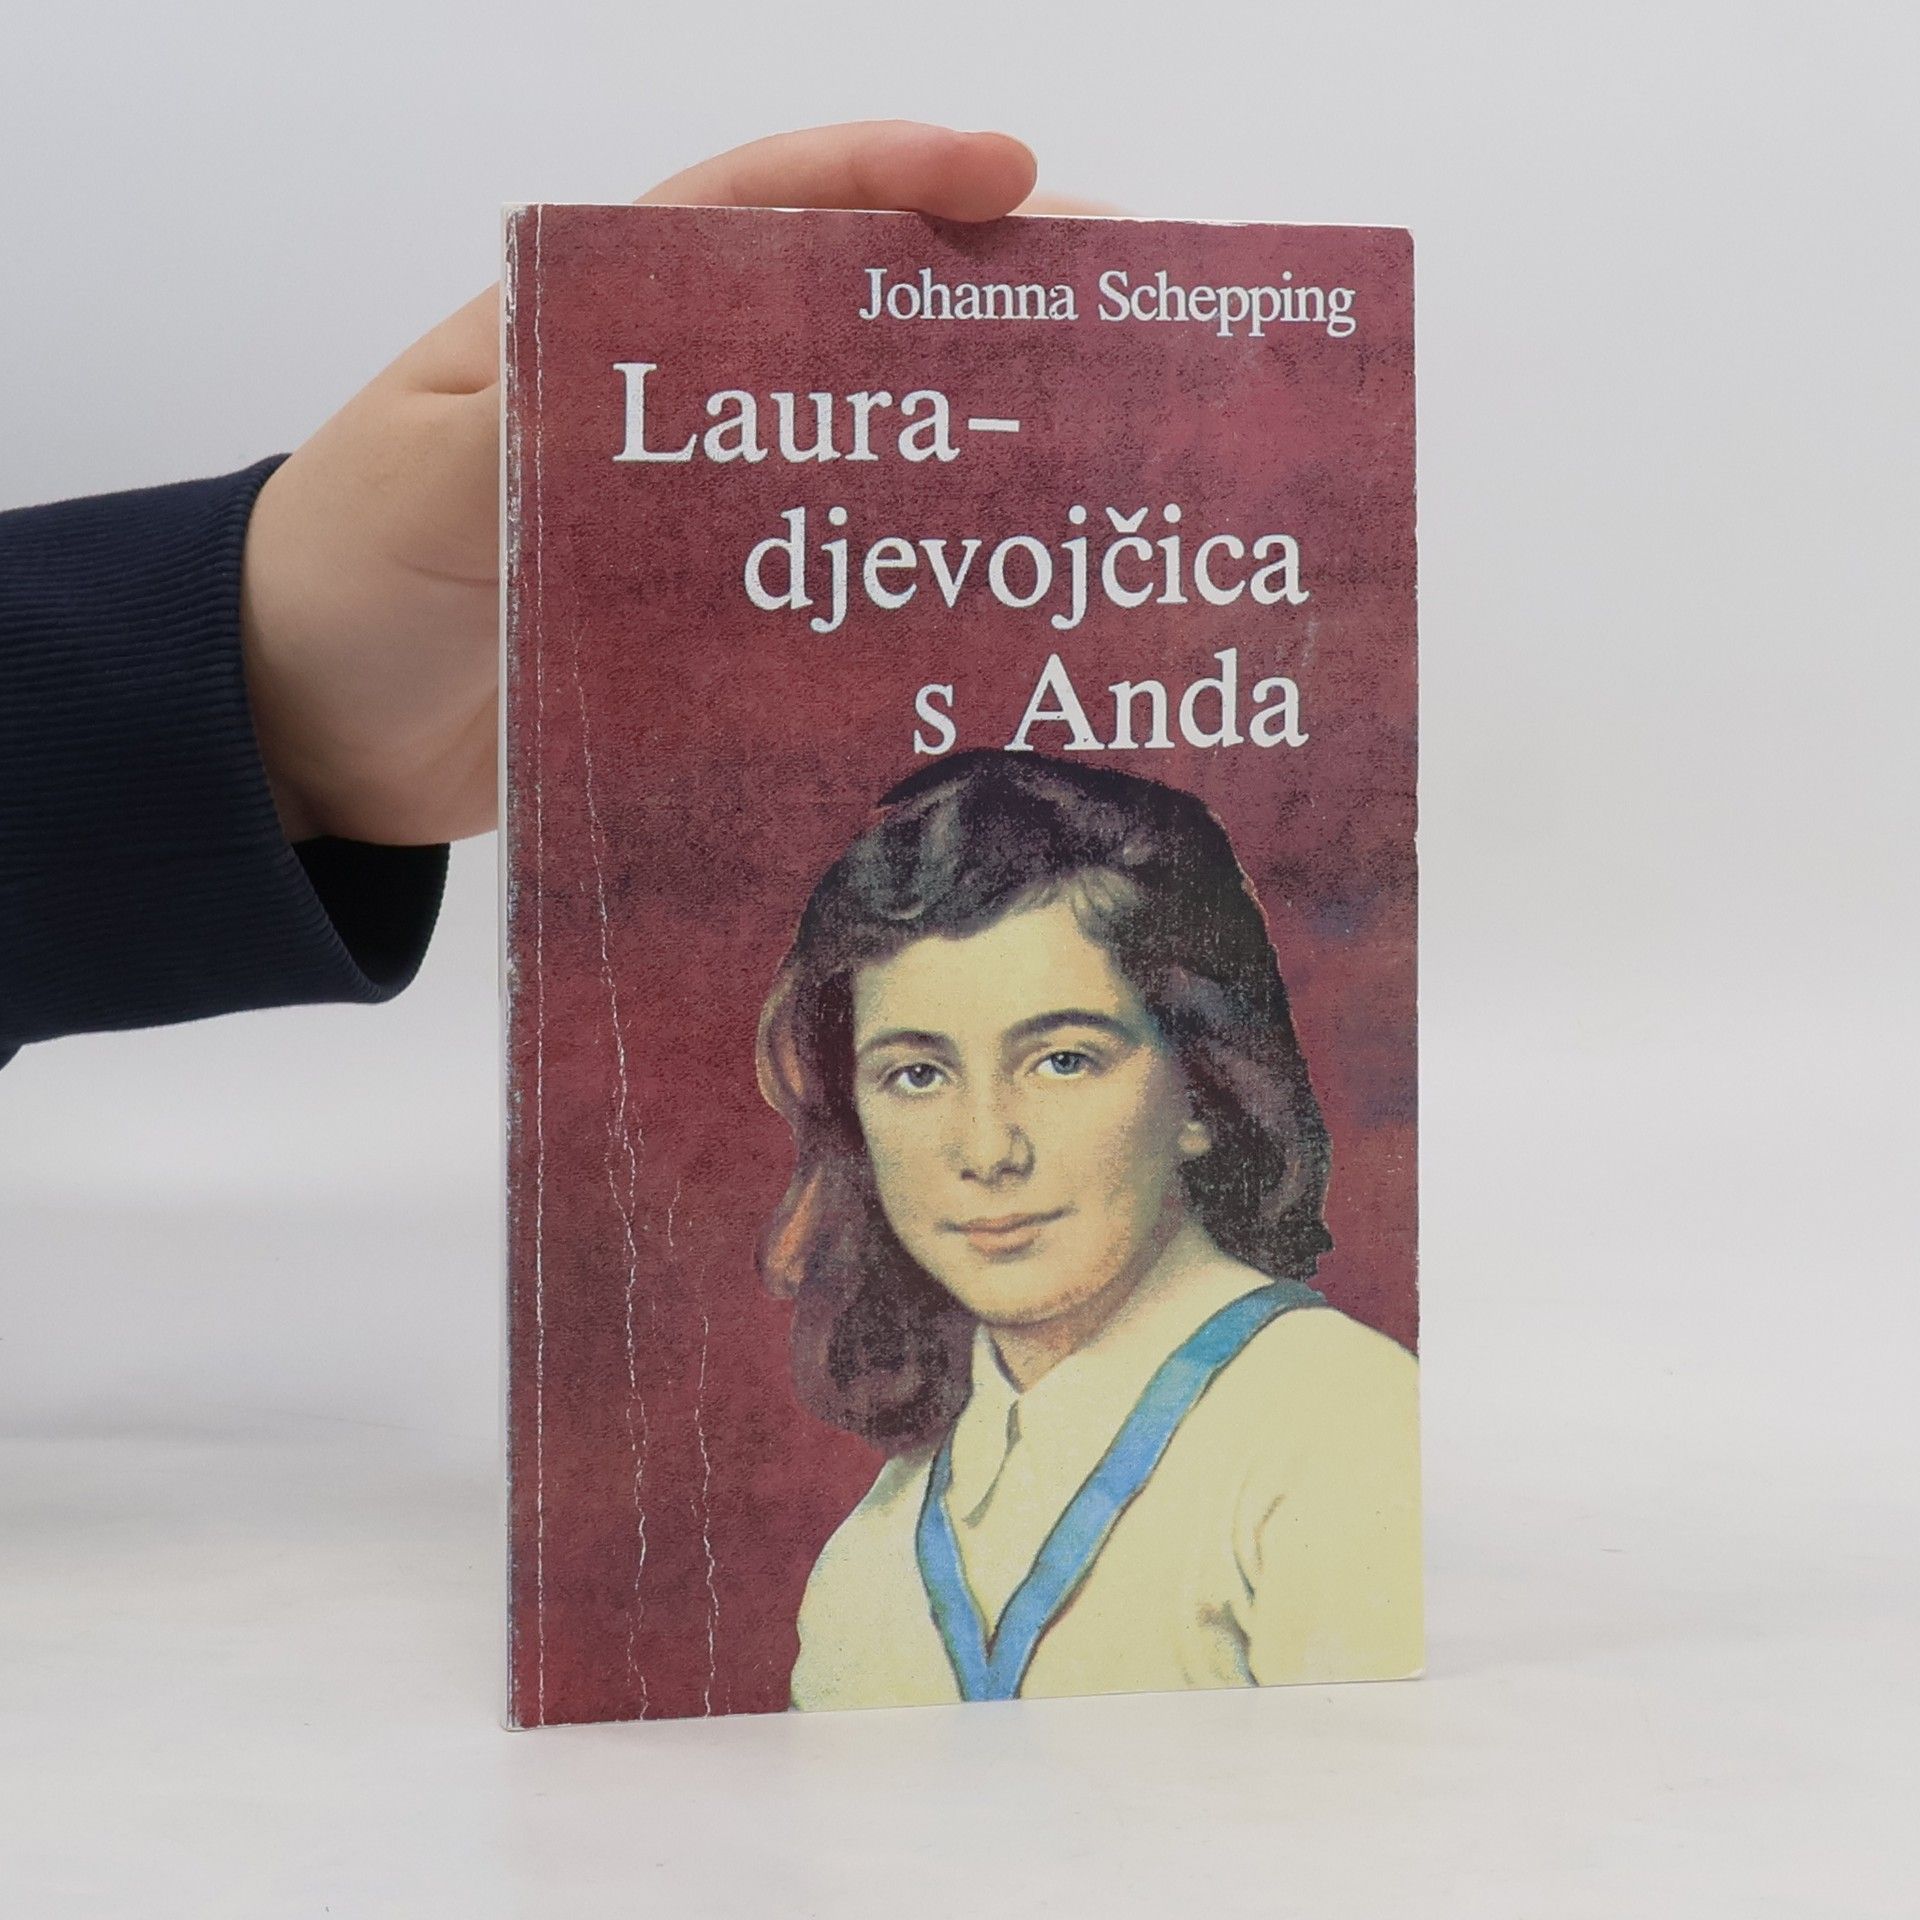 Johanna Schepping
Laura-
djevojčica
s Anda